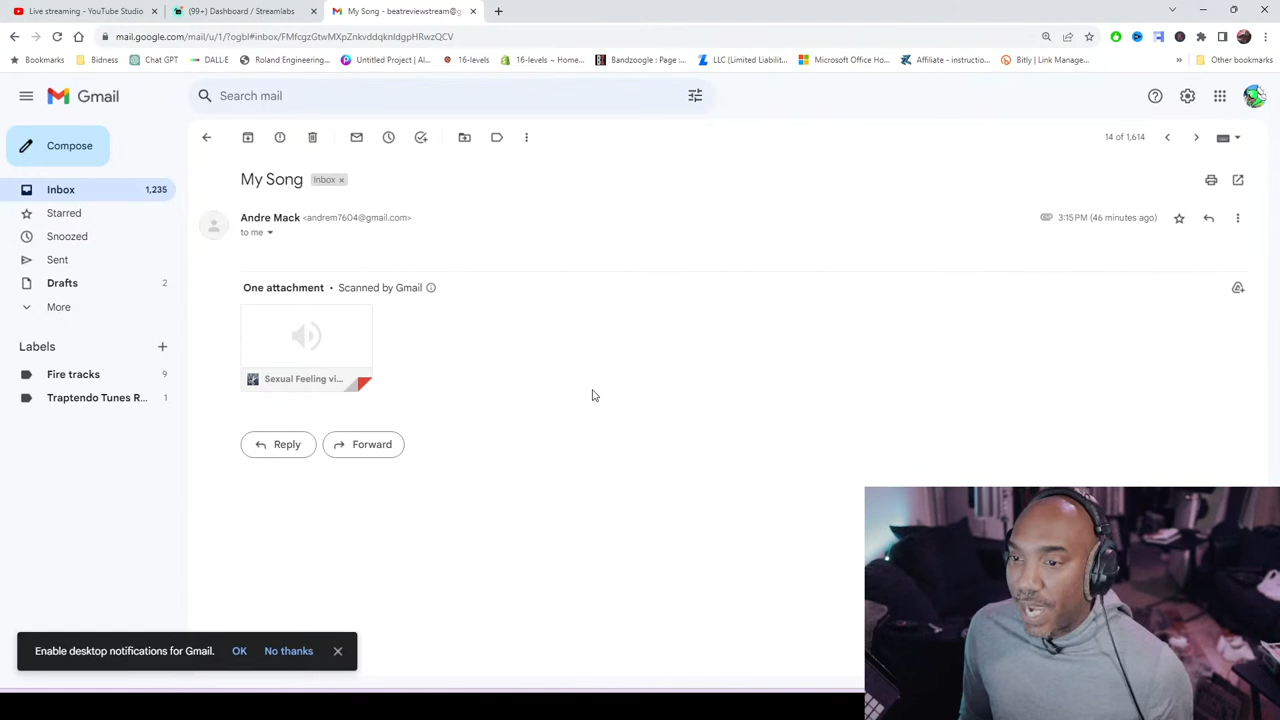 Live streaming - YouTube Studio
(99+) Dashboard / Streamlabs
My Song - beatreviewstream@g
mail.google.com/mail/u/1/?ogbl#inbox/FMfcgzGtwMXpZnkvddqknldgpHRwzQCV
Bookmarks
Bidness
Chat GPT
DALL-E
Roland Engineering...
Untitled Project | Al...
16-levels
16-levels ~ Home...
Bandzoogle : Page :...
LLC (Limited Liabilit...
Microsoft Office Ho...
Affiliate - instructio...
Bitly | Link Manage...
»
Other bookmarks
Gmail
Search mail
Compose
14 of 1,614
My Song
Inbox ×
Inbox 1,235
Starred
Snoozed
Sent
Drafts 2
More
Labels
Fire tracks 9
Traptendo Tunes R... 1
Andre Mack <andrem7604@gmail.com>
3:15 PM (46 minutes ago)
to me
One attachment • Scanned by Gmail
Sexual Feeling vi...
Reply
Forward
Enable desktop notifications for Gmail. OK No thanks